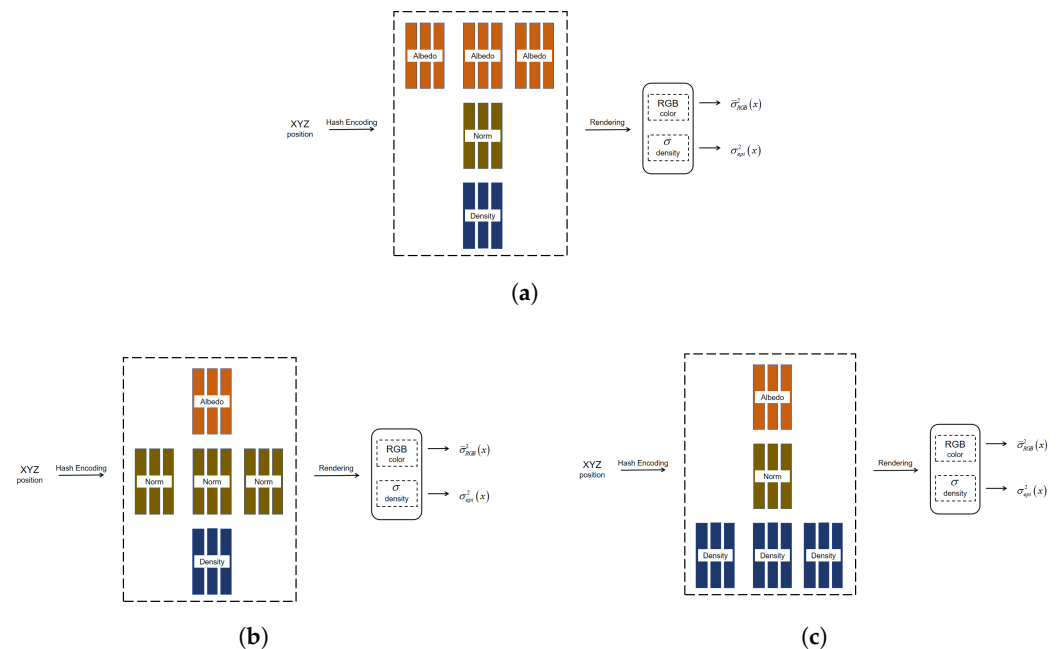 Albedo Albedo Albedo
XYZ
position
Hash Encoding
Norm
Density
Rendering
RGB
color
σ
density
σ̅²_RGB(x)
σ²_epi(x)
(a)
XYZ
position
Hash Encoding
Albedo
Norm Norm Norm
Density
Rendering
RGB
color
σ
density
σ̅²_RGB(x)
σ²_epi(x)
(b)
XYZ
position
Hash Encoding
Albedo
Norm
Density Density Density
Rendering
RGB
color
σ
density
σ̅²_RGB(x)
σ²_epi(x)
(c)